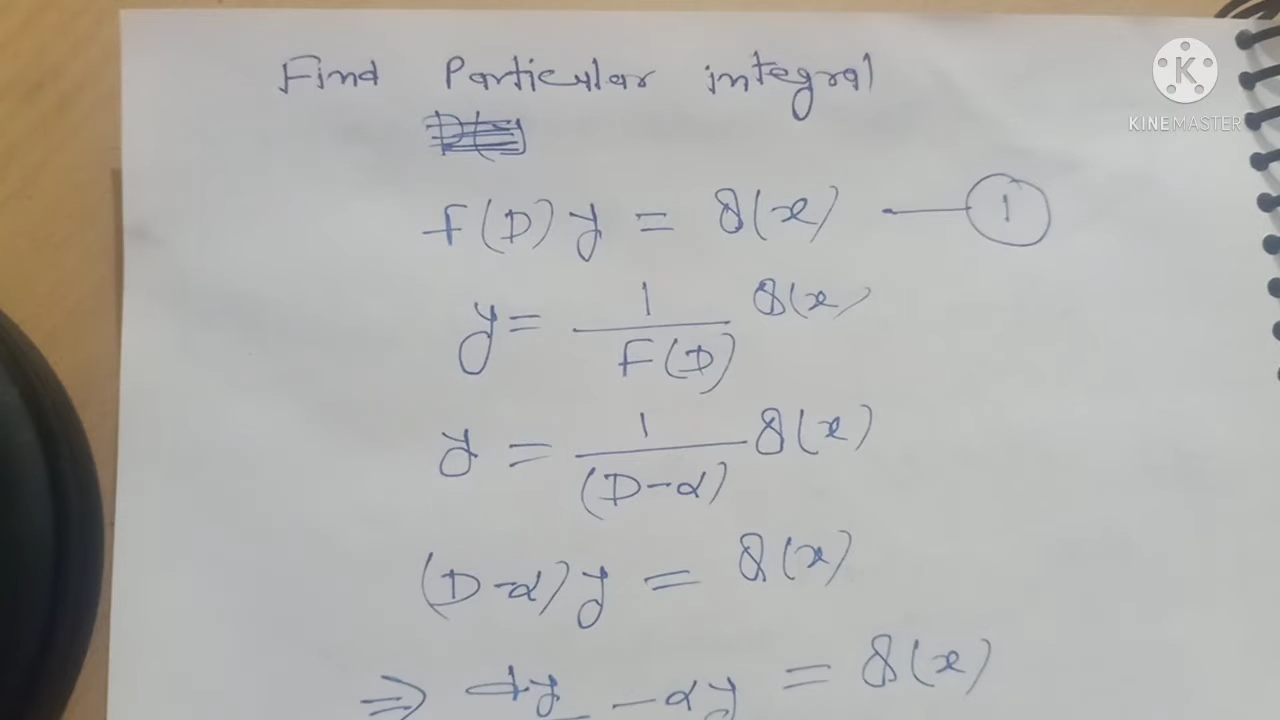 Find Particular integral
KINEMASTER
F(D) y = Q(x) — 1
y = 1/F(D) Q(x)
y = 1/(D-α) Q(x)
(D-α) y = Q(x)
⇒ dy - αy = Q(x)